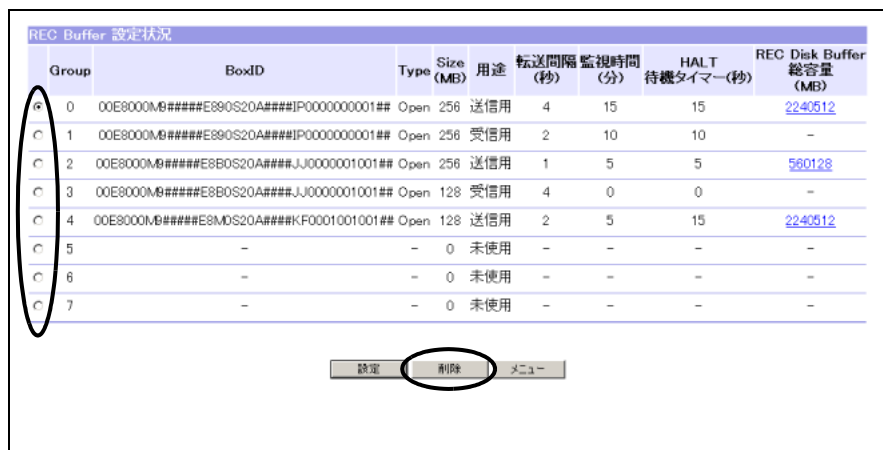 REC Buffer 設定状況
Group BoxID Type Size (MB) 用途 転送間隔 (秒) 監視時間 (分) HALT 待機タイマー(秒) REC Disk Buffer 総容量 (MB)
0 00E8000M9#####E890S20A####IP0000000001## Open 256 送信用 4 15 15 2240512
1 00E8000M9#####E890S20A####IP0000000001## Open 256 受信用 2 10 10 −
2 00E8000M9#####E8B0S20A####JJ0000001001## Open 256 送信用 1 5 5 560128
3 00E8000M9#####E8B0S20A####JJ0000001001## Open 128 受信用 4 0 0 −
4 00E8000M9#####E8M0S20A####KF0001001001## Open 128 送信用 2 5 15 2240512
5 − − 0 未使用 − − − −
6 − − 0 未使用 − − − −
7 − − 0 未使用 − − − −
設定 削除 メニュー